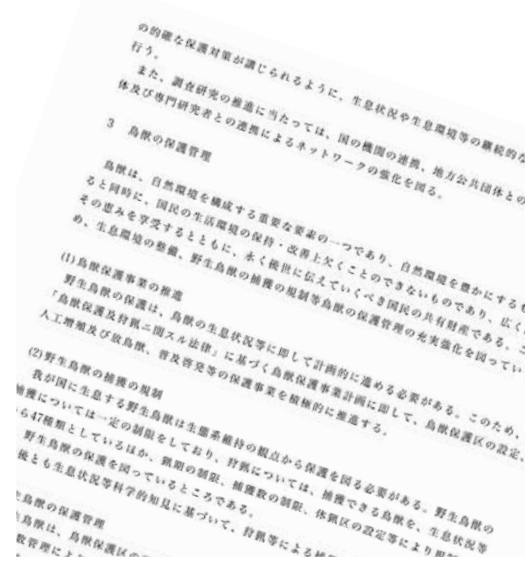 の的確な保護対策が講じられるように、生息状況や生息環境等の継続的な
行う。
また、調査研究の推進に当たっては、国の機関の連携、地方公共団体との
体及び専門研究者との連携によるネットワークの強化を図る。
3 鳥獣の保護管理
鳥獣は、自然環境を構成する重要な要素の一つであり、自然環境を豊かにするも
ると同時に、国民の生活環境の保持・改善上欠くことのできないものであり、広く
その恵みを享受するとともに、永く後世に伝えていくべき国民の共有財産である。こ
め、生息環境の整備、野生鳥獣の捕獲の規制等鳥獣の保護管理の充実強化を図ってい
(1)鳥獣保護事業の推進
野生鳥獣の保護は、鳥獣の生息状況等に即して計画的に進める必要がある。このため、
「鳥獣保護及狩猟ニ関スル法律」に基づく鳥獣保護事業計画に即して、鳥獣保護区の設定、
人工増殖及び放鳥獣、普及啓発等の保護事業を積極的に推進する。
(2)野生鳥獣の捕獲の規制
我が国に生息する野生鳥獣は生態系維持の観点から保護を図る必要がある。野生鳥獣の
捕獲については一定の制限をしており、狩猟については、捕獲できる鳥獣を、生息状況等
ら47種類としているほか、猟期の制限、捕獲数の制限、休猟区の設定等により
野生鳥獣の保護を図っているところである。
後とも生息状況等科学的知見に基づいて、狩猟等による
鳥獣の保護管理
鳥獣は、鳥獣保護区の
数管理によ